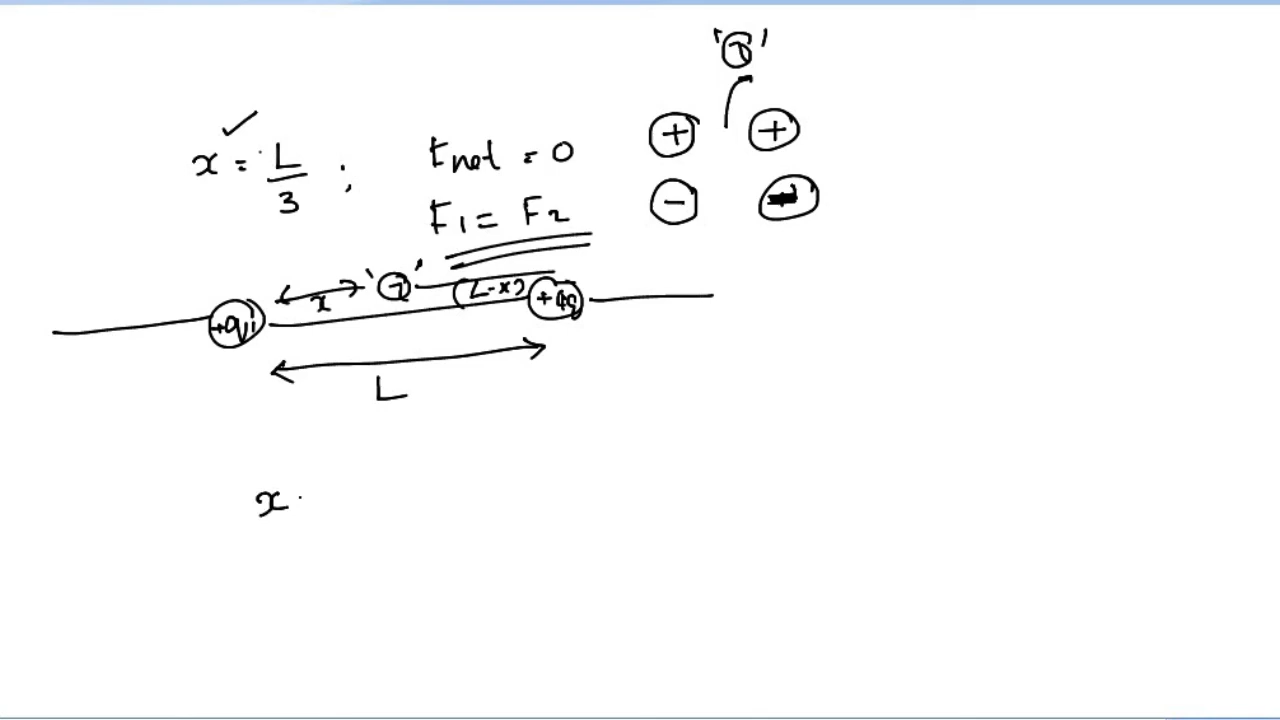 'q'
+ +
x = L/3 ; Fnet = 0
- -
F1 = F2
x 'q' (L-x)
+q +4q
L
x